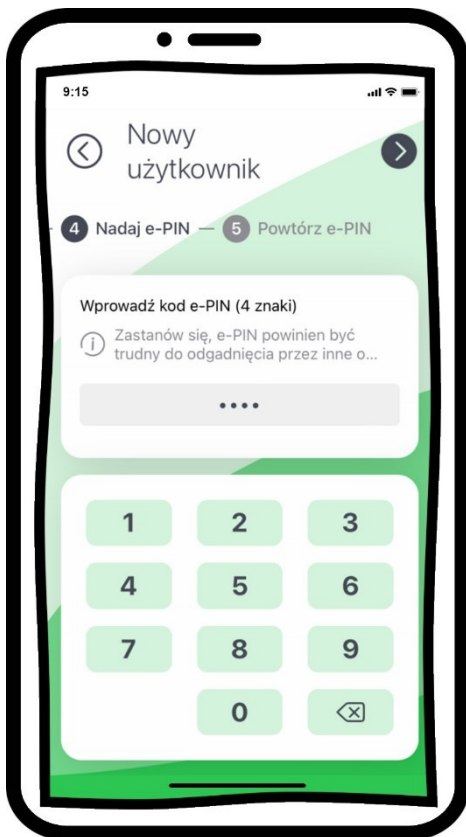 9:15
Nowy
użytkownik
4 Nadaj e-PIN — 5 Powtórz e-PIN
Wprowadź kod e-PIN (4 znaki)
Zastanów się, e-PIN powinien być
trudny do odgadnięcia przez inne o...
••••
1 2 3
4 5 6
7 8 9
0